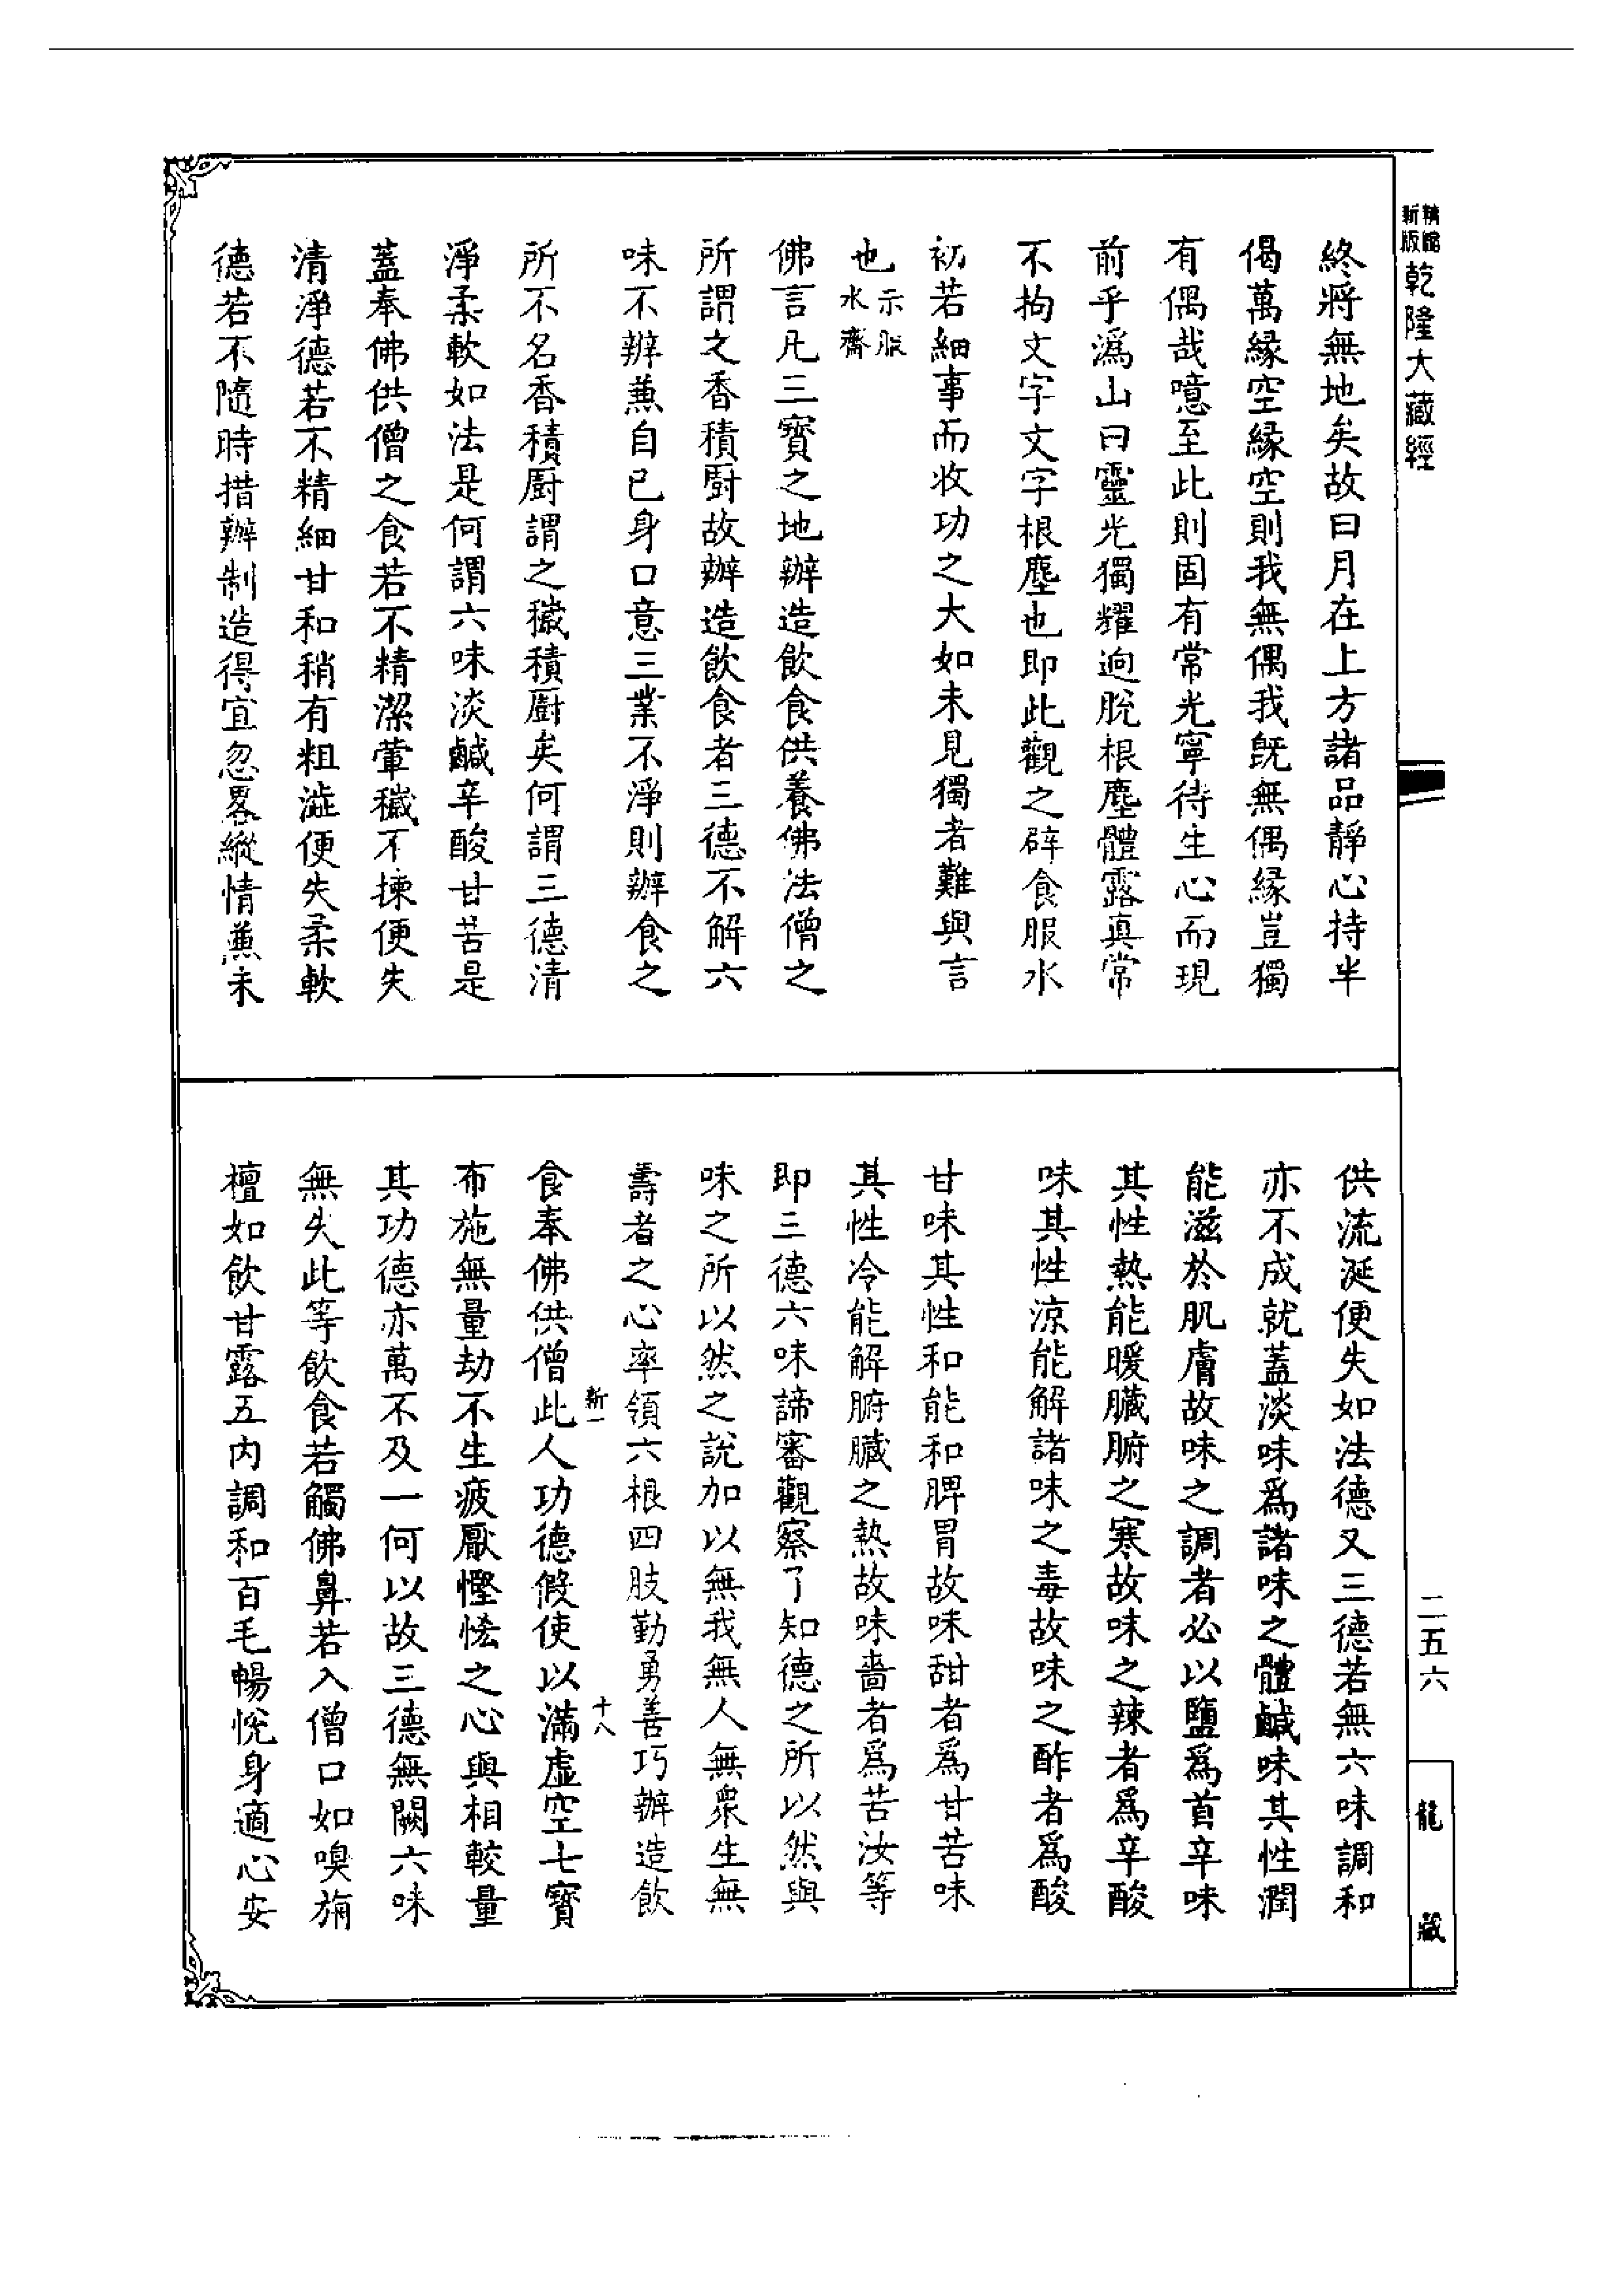 新版
乾隆大藏經
終將無地矣故曰月在上方諸品靜心持半
偈萬緣空緣空則我無偶我旣無偶緣豈獨
有偶哉噫至此則固有常光寧待生心而現
前乎溈山曰靈光獨耀逈脫根塵體露真常
不拘文字文字根塵也即此觀之辟食服水
初若細事而收功之大如未見獨者難與言
也示服水齋
佛言凡三寶之地辦造飲食供養佛法僧之
所謂之香積厨故辦造飲食者三德不解六
味不辦兼自已身口意三業不淨則辦食之
所不名香積厨謂之穢積厨矣何謂三德清
淨柔軟如法是何謂六味淡鹹辛酸甘苦是
蓋奉佛供僧之食若不精潔葷穢不揀便失
清淨德若不精細甘和稍有粗澁便失柔軟
德若不隨時措辦制造得宜忽畧縱情兼未
供流涎便失如法德又三德若無六味調和
亦不成就蓋淡味爲諸味之體鹹味其性潤
能滋於肌膚故味之調者必以鹽爲首辛味
其性熱能暖臟腑之寒故味之辣者爲辛酸
味其性涼能解諸味之毒故味之酢者爲酸
甘味其性和能和脾胃故味甜者爲甘苦味
其性冷能解腑臟之熱故味嗇者爲苦汝等
即三德六味諦審觀察了知德之所以然與
味之所以然之說加以無我無人無衆生無
壽者之心率領六根四肢勤勇善巧辦造飲
食奉佛供僧此人功德假使以滿虛空七寶
布施無量劫不生疲厭慳悋之心與相較量
其功德亦萬不及一何以故三德無闕六味
無失此等飲食若觸佛鼻若入僧口如嗅旃
檀如飲甘露五內調和百毛暢悅身適心安
新一
十八
二五六
龍藏